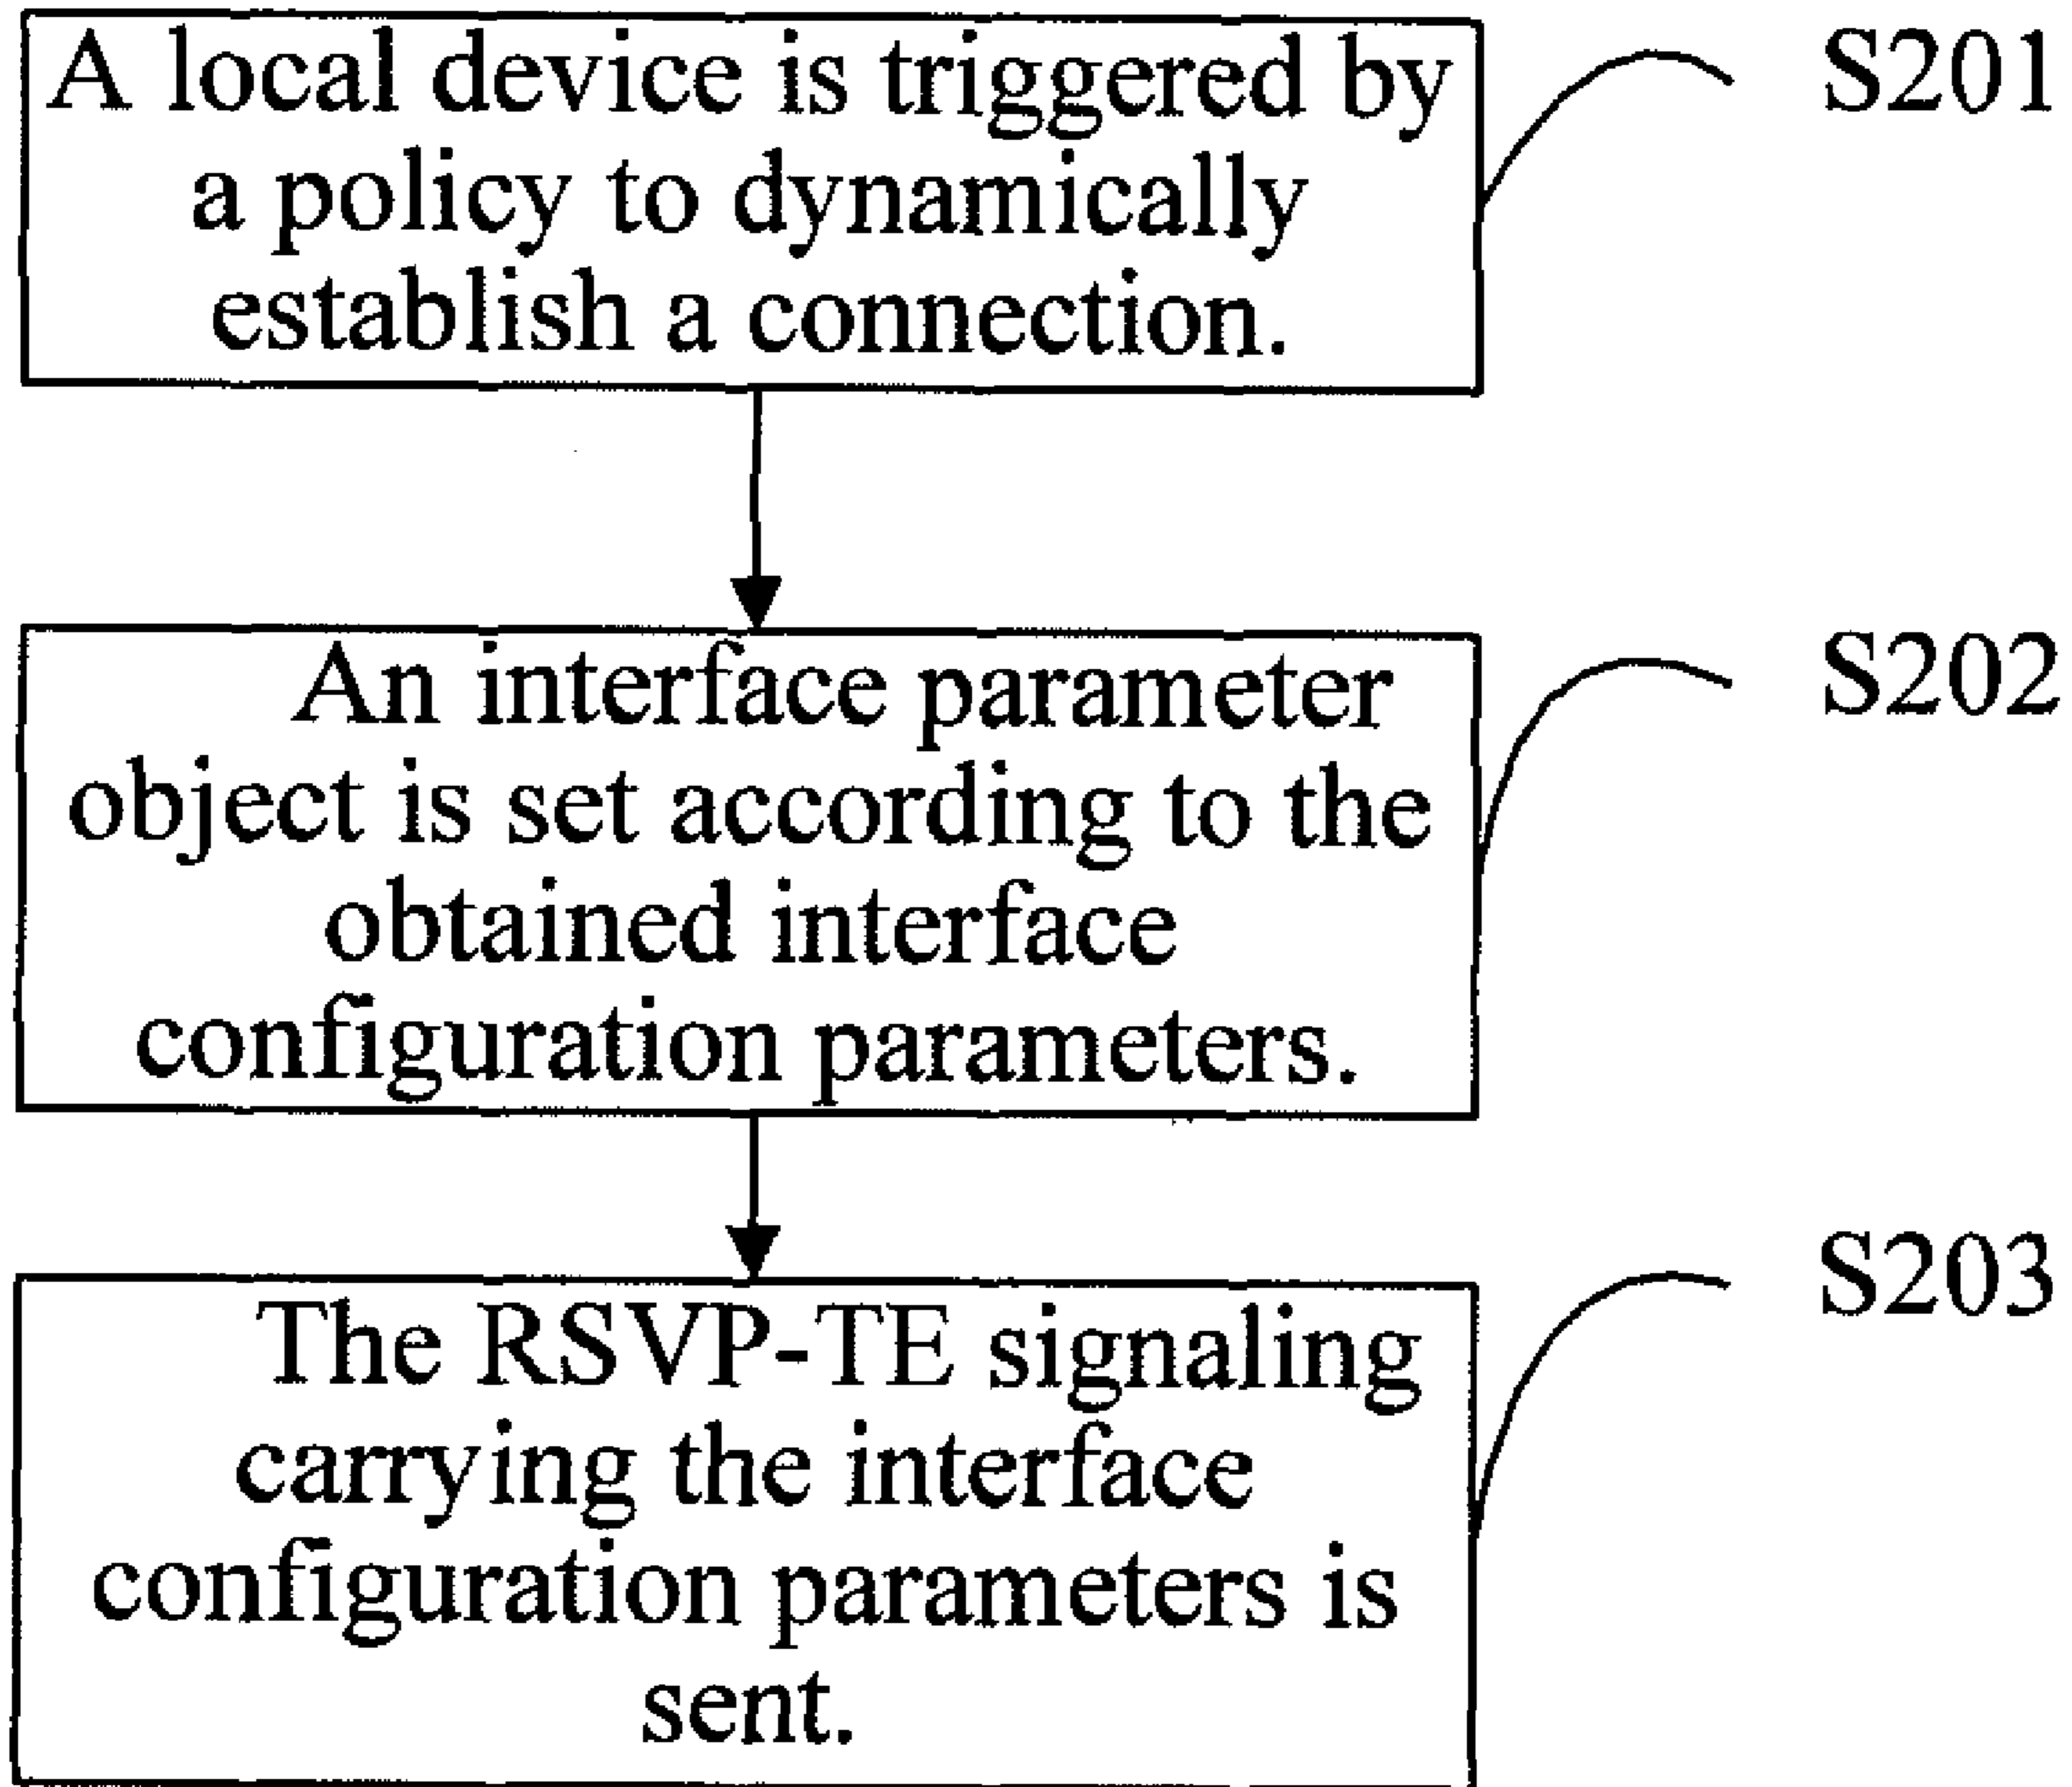 A local device is triggered by
a policy to dynamically
establish a connection.
S201
An interface parameter
object is set according to the
obtained interface
configuration parameters.
S202
The RSVP-TE signaling
carrying the interface
configuration parameters is
sent.
S203